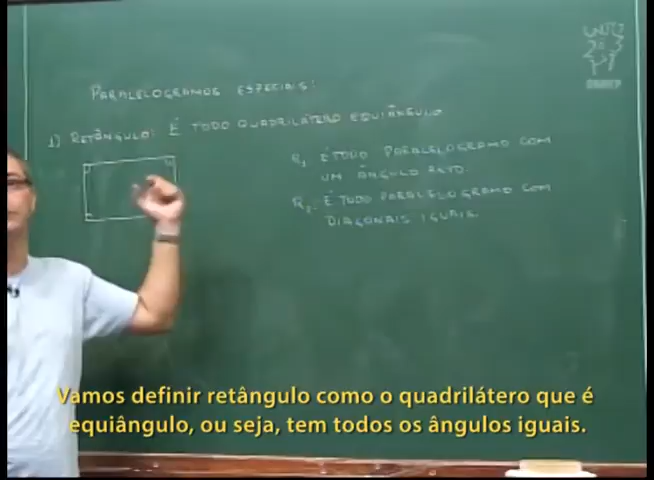 PARALELOGRAMOS ESPECIAIS:
1) RETÂNGULO: É TODO QUADRILÁTERO EQUIÂNGULO
R1 É TODO PARALELOGRAMO COM
UM ÂNGULO RETO.
R2: É TODO PARALELOGRAMO COM
DIAGONAIS IGUAIS.
Vamos definir retângulo como o quadrilátero que é
equiângulo, ou seja, tem todos os ângulos iguais.